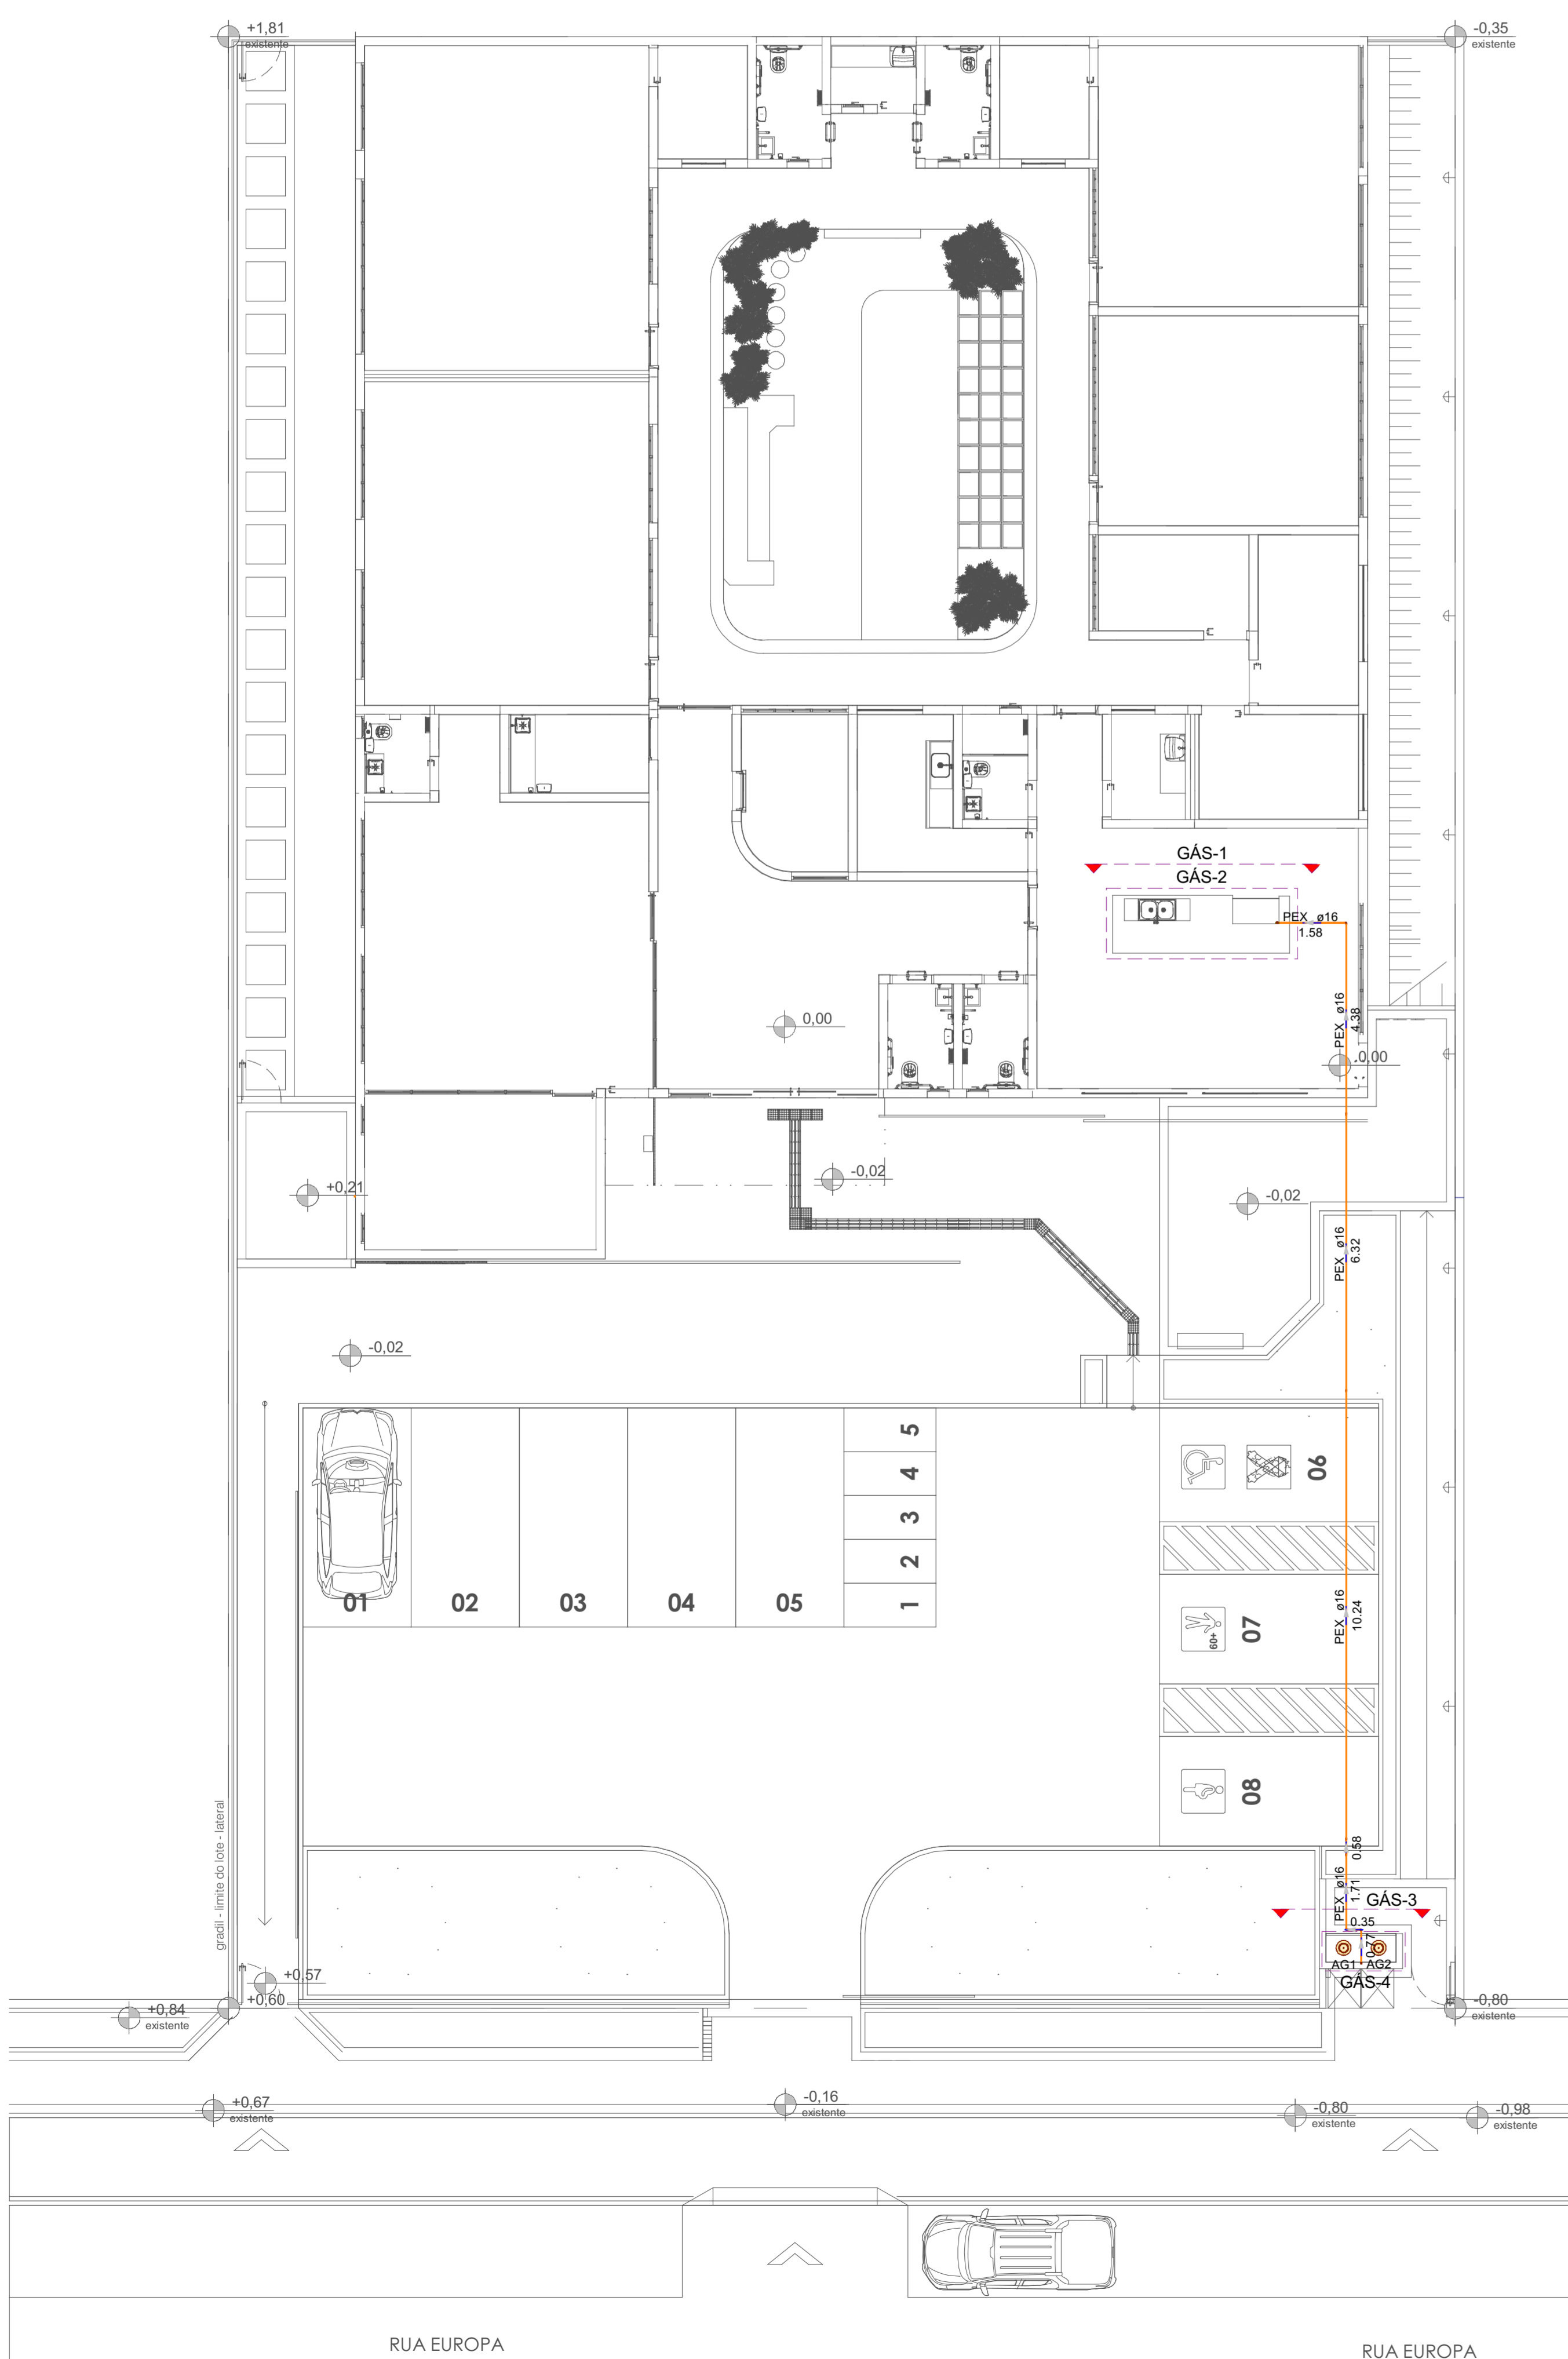 +1,81
existente
-0,35
existente
GÁS-1
GÁS-2
PEX ø16
1.58
PEX ø16
4.38
0,00
0,00
+0,21
-0,02
-0,02
PEX ø16
6.32
-0,02
5
4
3
2
1
06
01
02
03
04
05
60+
07
PEX ø16
10.24
08
0.58
gradil - limite do lote - lateral
PEX ø16
1.71
GÁS-3
0.35
0.77
AG1
AG2
GÁS-4
+0,57
+0,60
+0,84
existente
-0,80
existente
+0,67
existente
-0,16
existente
-0,80
existente
-0,98
existente
RUA EUROPA
RUA EUROPA